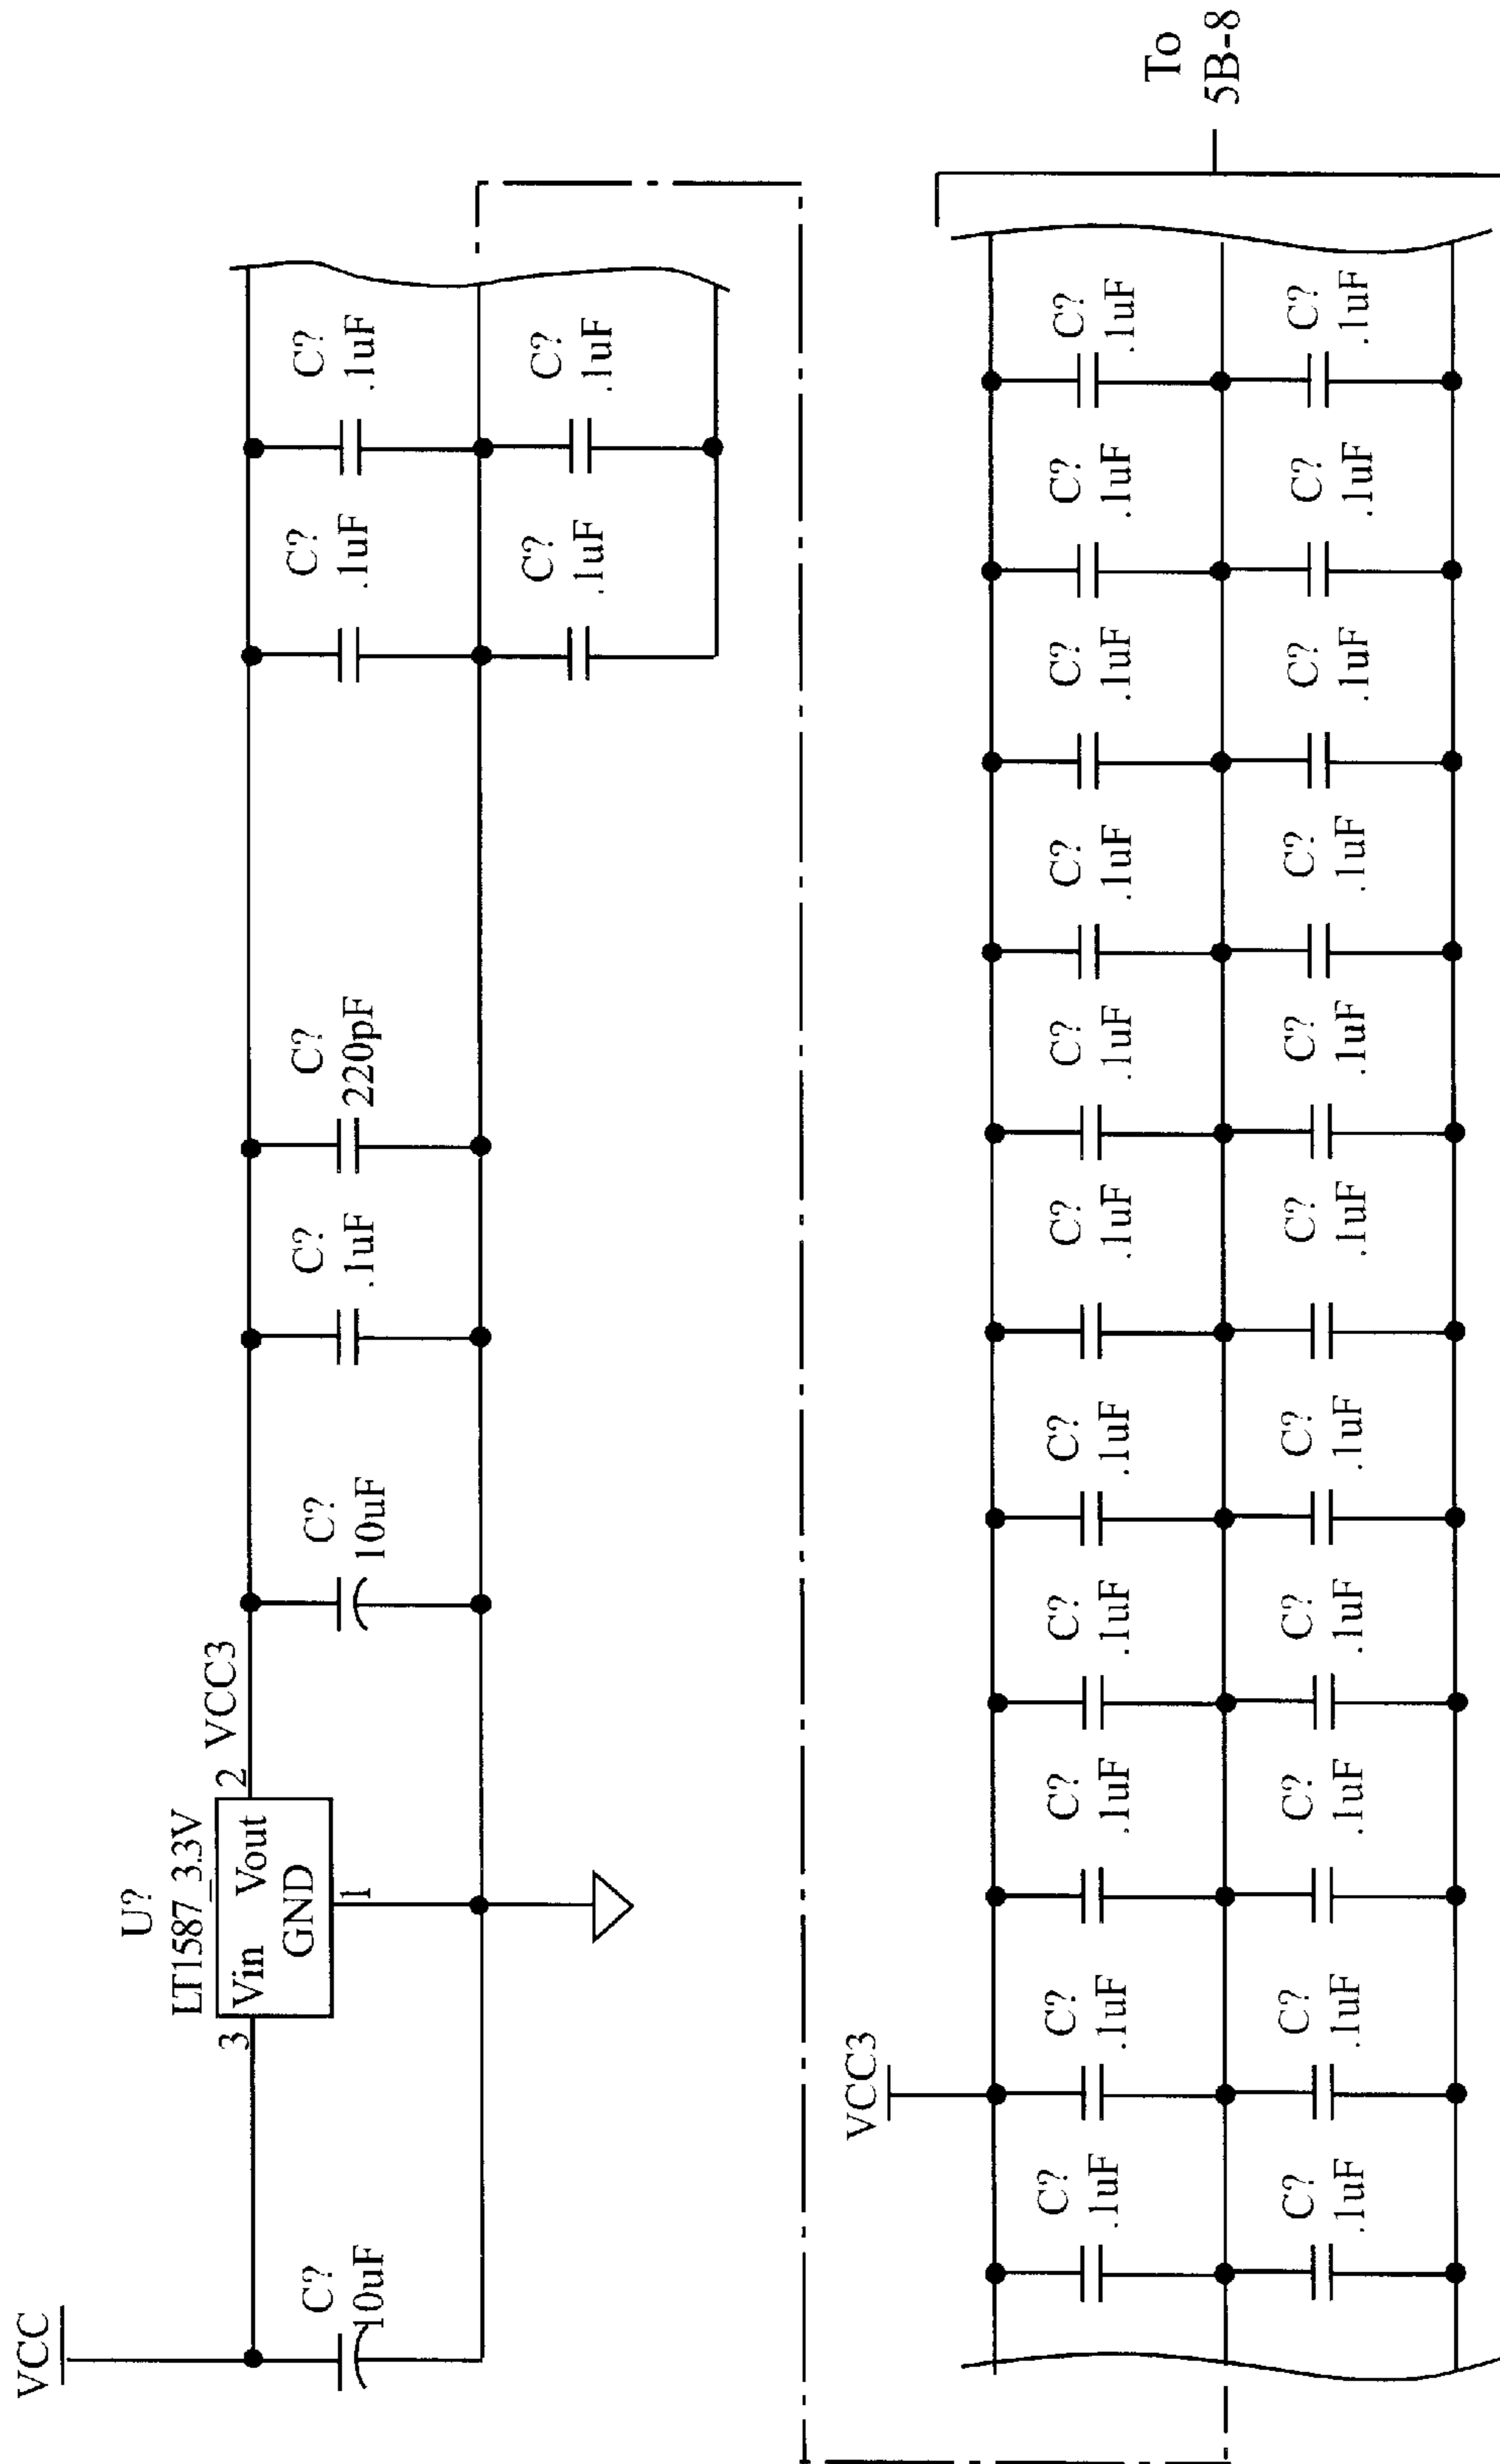 VCC
U?
LT1587_3.3V
3
Vin Vout
2
VCC3
GND
1
C?
10uF
C?
10uF
C?
.1uF
C?
220pF
C?
.1uF
C?
.1uF
C?
.1uF
C?
.1uF
VCC3
C?
.1uF
C?
.1uF
C?
.1uF
C?
.1uF
C?
.1uF
C?
.1uF
C?
.1uF
C?
.1uF
C?
.1uF
C?
.1uF
C?
.1uF
C?
.1uF
C?
.1uF
C?
.1uF
C?
.1uF
C?
.1uF
C?
.1uF
C?
.1uF
C?
.1uF
C?
.1uF
C?
.1uF
C?
.1uF
To
5B-8